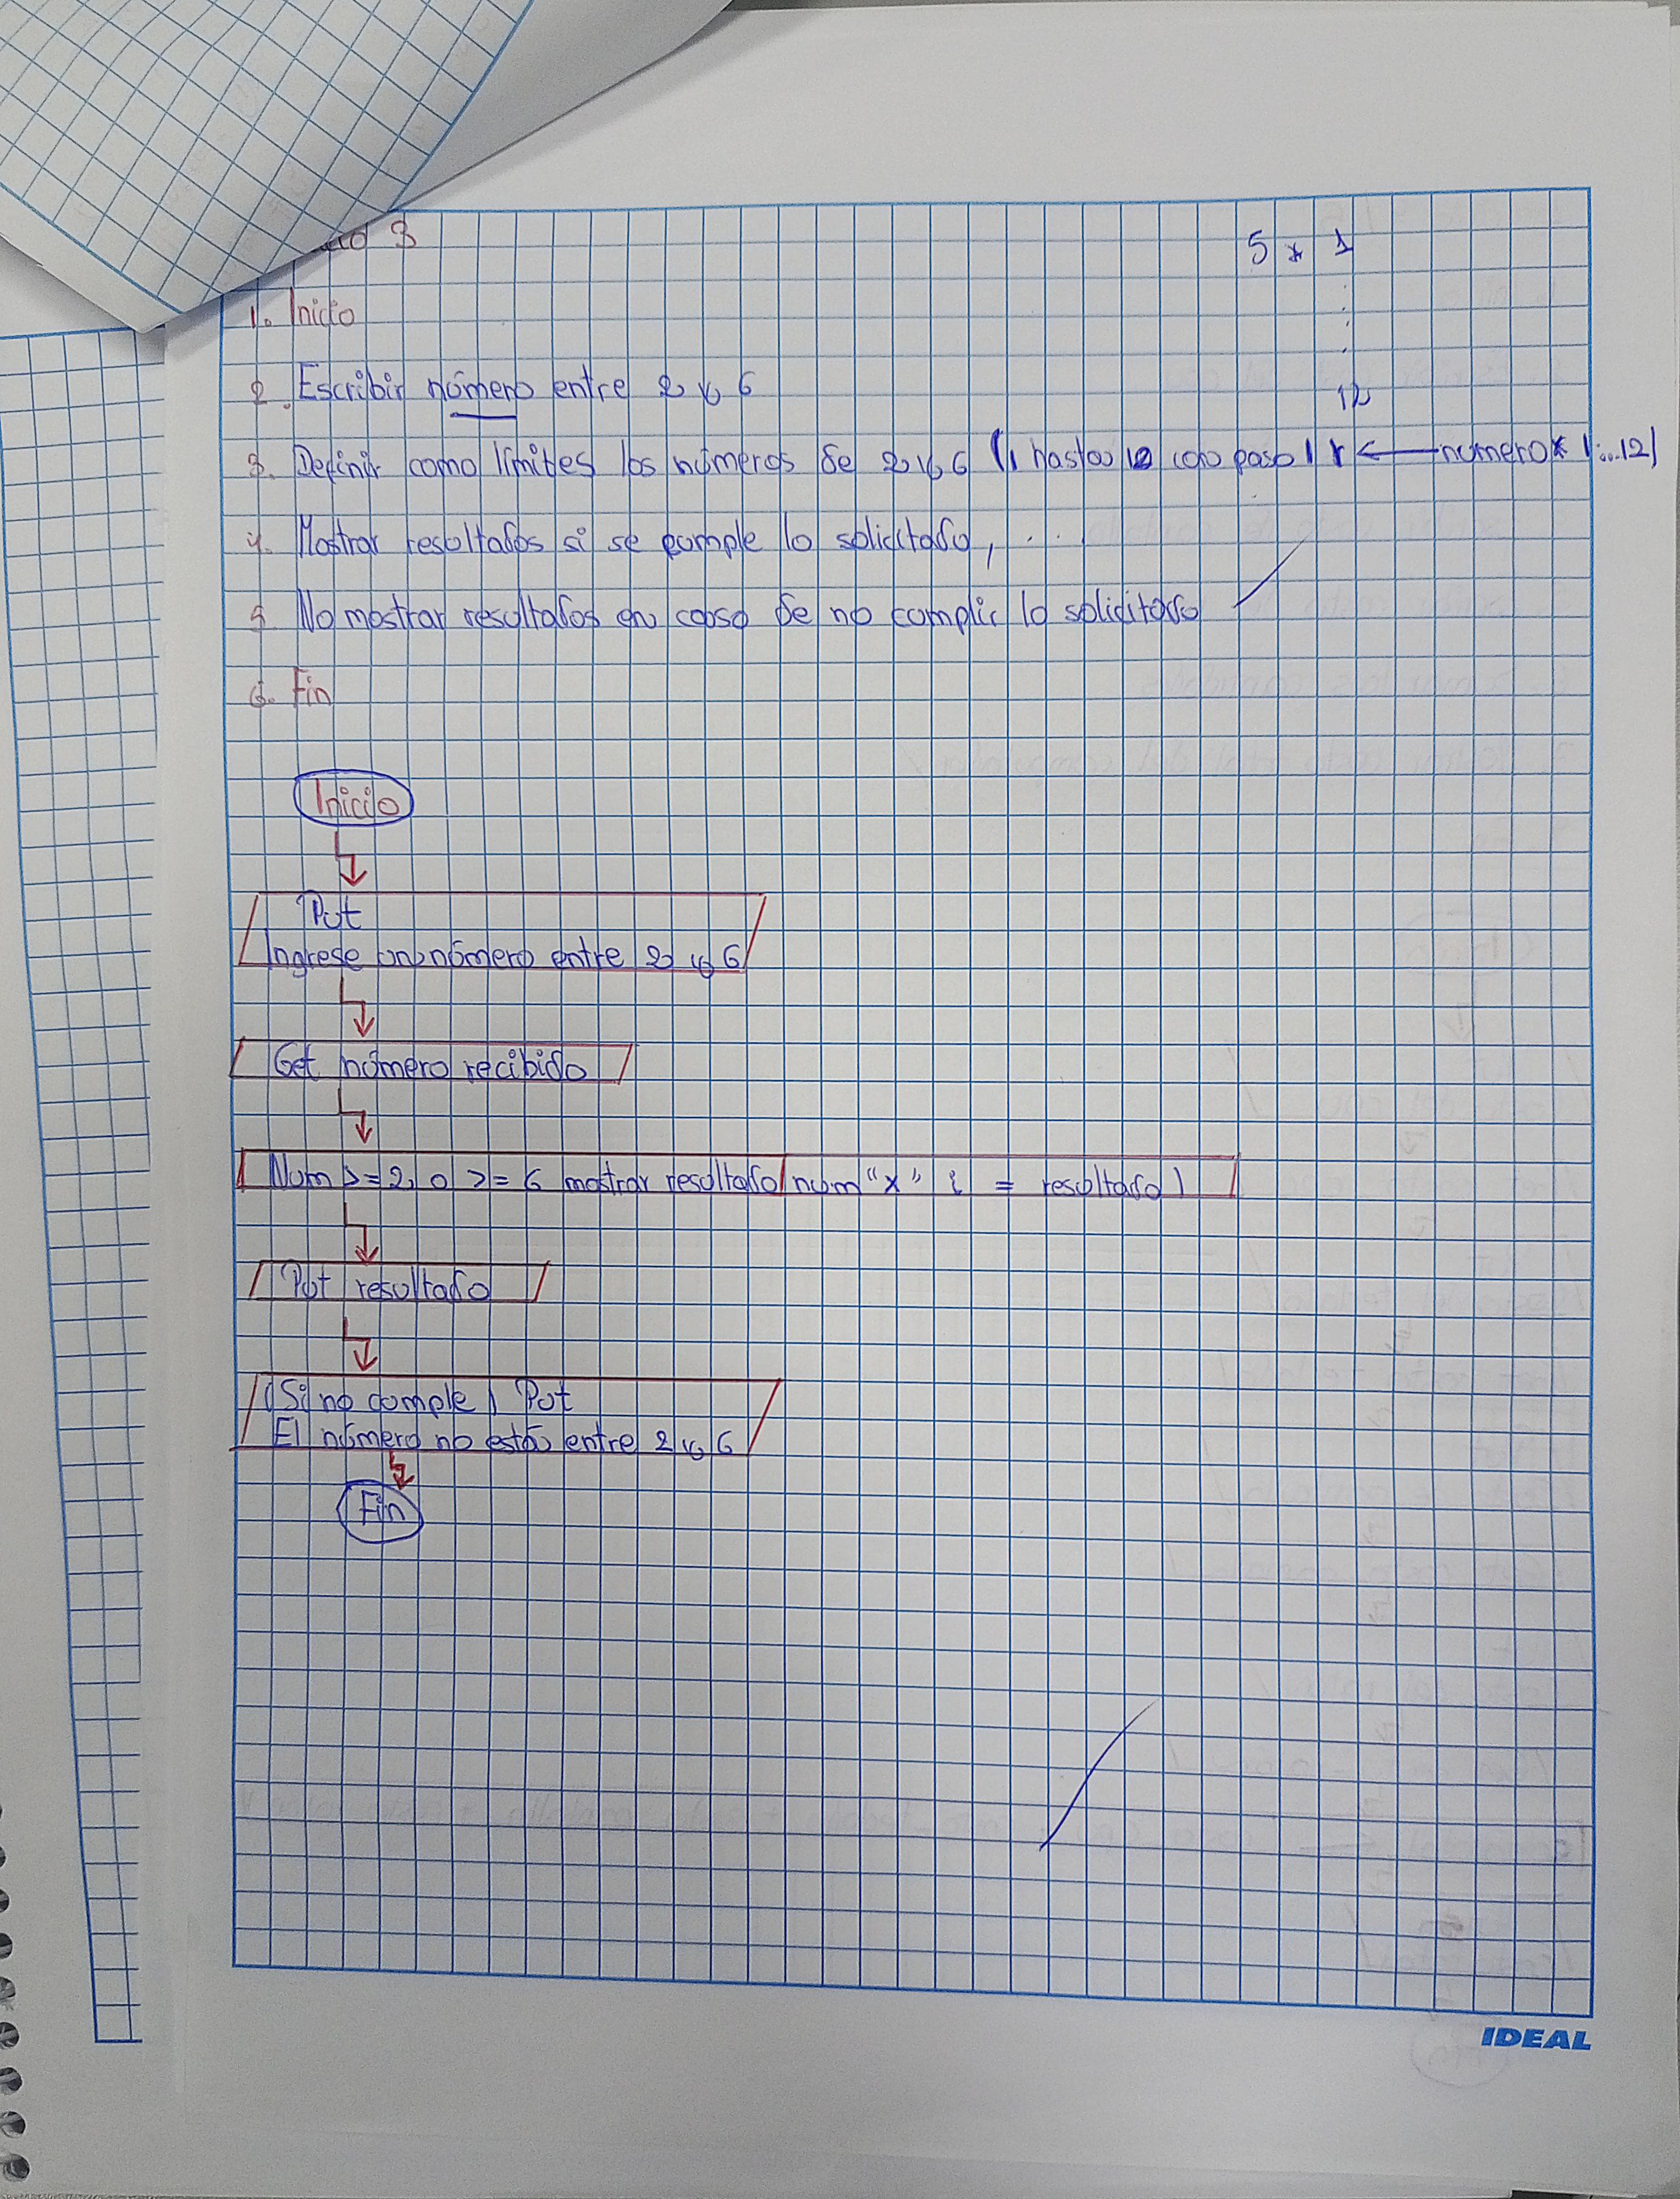 3
5 * 1
1. Inicio
2. Escribir número entre 2 y 6
12
3. Definir como límites los números de 2 y 6 (1 hasta 12 con paso 1 r ← numero * 1...12)
4. Mostrar resultados si se cumple lo solicitado, ...
5. No mostrar resultados en caso de no cumplir lo solicitado
6. Fin
Inicio
Put
Ingrese un número entre 2 y 6
Get número recibido
Num >= 2, o >= 6 mostrar resultado (num "x" i = resultado)
Put resultado
(Si no cumple) Put
El número no está entre 2 y 6
Fin
IDEAL